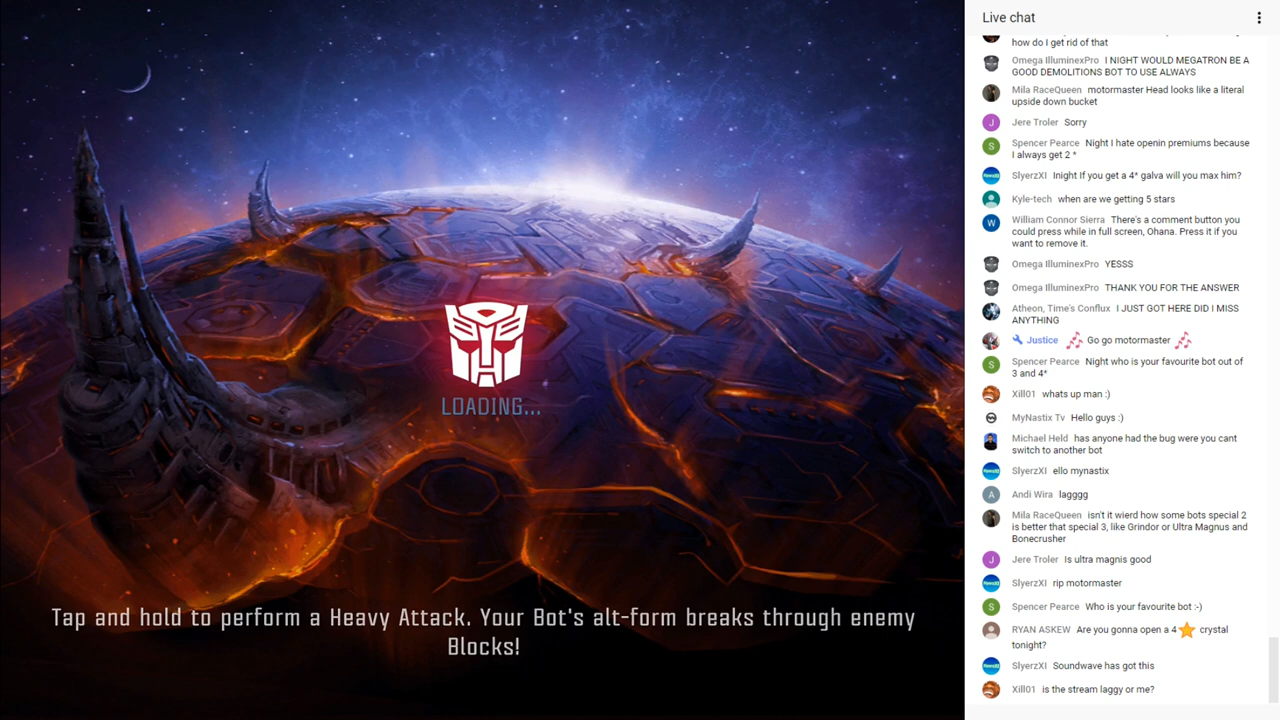 LOADING...
Tap and hold to perform a Heavy Attack. Your Bot's alt-form breaks through enemy
Blocks!
Live chat
how do I get rid of that
Omega IlluminexPro I NIGHT WOULD MEGATRON BE A
GOOD DEMOLITIONS BOT TO USE ALWAYS
Mila RaceQueen motormaster Head looks like a literal
upside down bucket
J
Jere Troler Sorry
S
Spencer Pearce Night I hate openin premiums because
I always get 2 *
SlyerzXI Inight If you get a 4* galva will you max him?
Kyle-tech when are we getting 5 stars
W
William Connor Sierra There's a comment button you
could press while in full screen, Ohana. Press it if you
want to remove it.
Omega IlluminexPro YESSS
Omega IlluminexPro THANK YOU FOR THE ANSWER
Atheon, Time's Conflux I JUST GOT HERE DID I MISS
ANYTHING
Justice Go go motormaster
S
Spencer Pearce Night who is your favourite bot out of
3 and 4*
Xill01 whats up man :)
MyNastix Tv Hello guys :)
Michael Held has anyone had the bug were you cant
switch to another bot
SlyerzXI ello mynastix
A
Andi Wira lagggg
Mila RaceQueen isn't it wierd how some bots special 2
is better that special 3, like Grindor or Ultra Magnus and
Bonecrusher
J
Jere Troler Is ultra magnis good
SlyerzXI rip motormaster
S
Spencer Pearce Who is your favourite bot :-)
RYAN ASKEW Are you gonna open a 4 crystal
tonight?
SlyerzXI Soundwave has got this
Xill01 is the stream laggy or me?